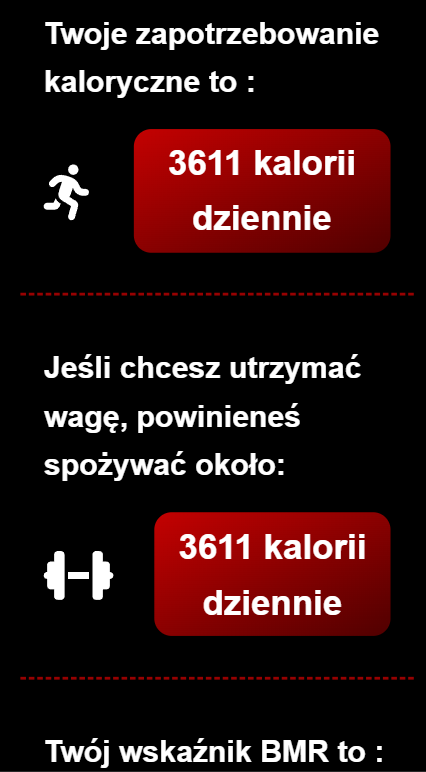 Twoje zapotrzebowanie
kaloryczne to :
3611 kalorii
dziennie
Jeśli chcesz utrzymać
wagę, powinieneś
spożywać około:
3611 kalorii
dziennie
Twój wskaźnik BMR to :